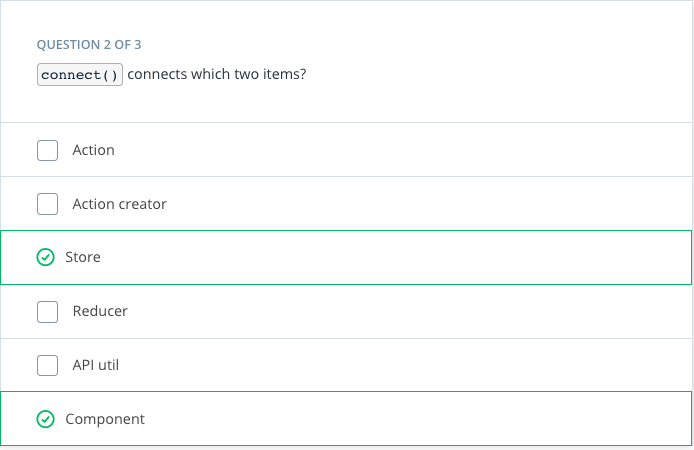 QUESTION 2 OF 3
connect() connects which two items?
Action
Action creator
Store
Reducer
API util
Component